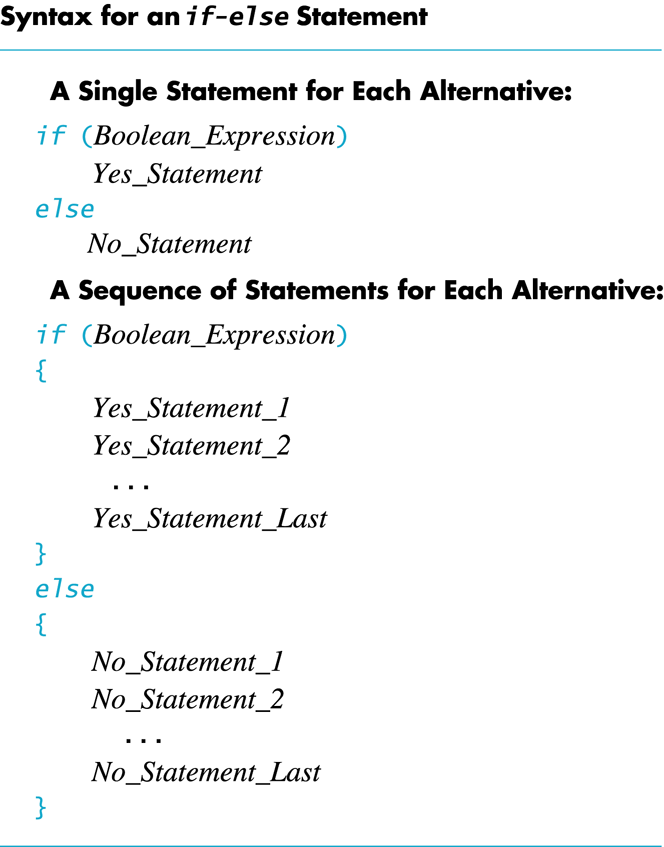 Syntax for an if-else Statement
A Single Statement for Each Alternative:
if (Boolean_Expression)
Yes_Statement
else
No_Statement
A Sequence of Statements for Each Alternative:
if (Boolean_Expression)
{
Yes_Statement_1
Yes_Statement_2
...
Yes_Statement_Last
}
else
{
No_Statement_1
No_Statement_2
...
No_Statement_Last
}